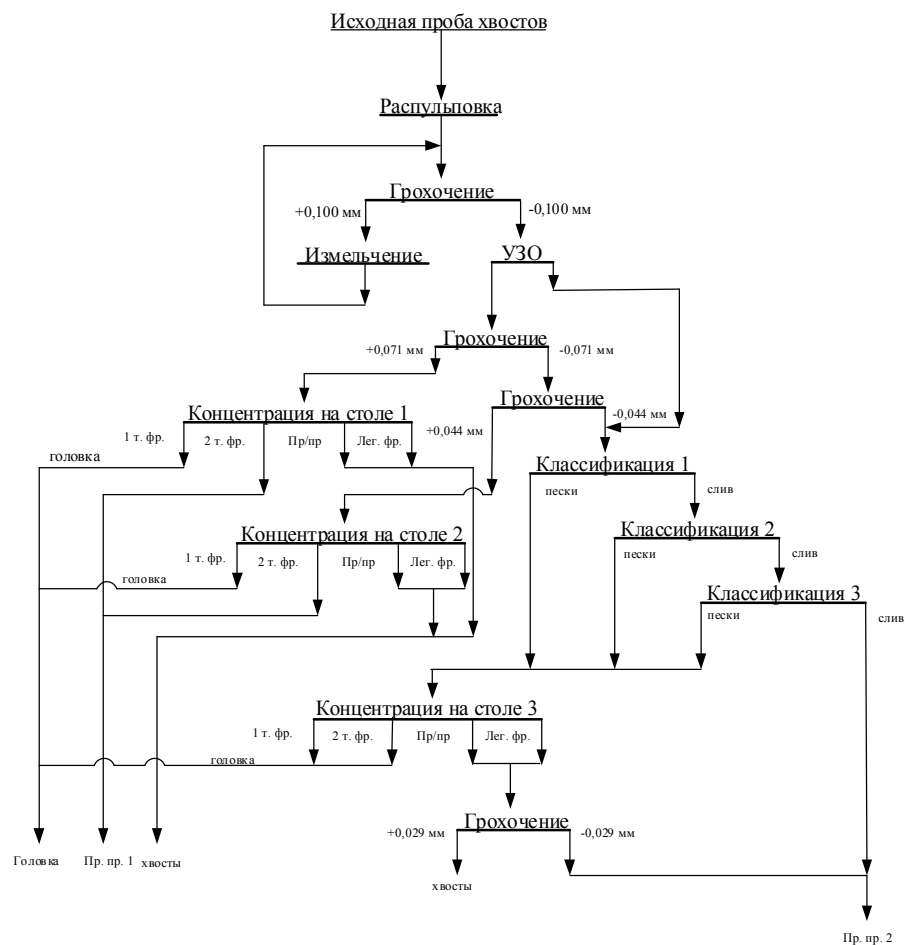 Исходная проба хвостов
Распульповка
Грохочение
+0,100 мм
-0,100 мм
Измельчение
УЗО
Грохочение
+0,071 мм
-0,071 мм
Грохочение
Концентрация на столе 1
-0,044 мм
+0,044 мм
1 т. фр.
2 т. фр.
Пр/пр
Лег. фр.
головка
Классификация 1
пески
слив
Концентрация на столе 2
Классификация 2
1 т. фр.
2 т. фр.
Пр/пр
Лег. фр.
пески
слив
головка
Классификация 3
пески
слив
Концентрация на столе 3
1 т. фр.
2 т. фр.
Пр/пр
Лег. фр.
головка
Грохочение
+0,029 мм
-0,029 мм
Головка
Пр. пр. 1
хвосты
хвосты
Пр. пр. 2